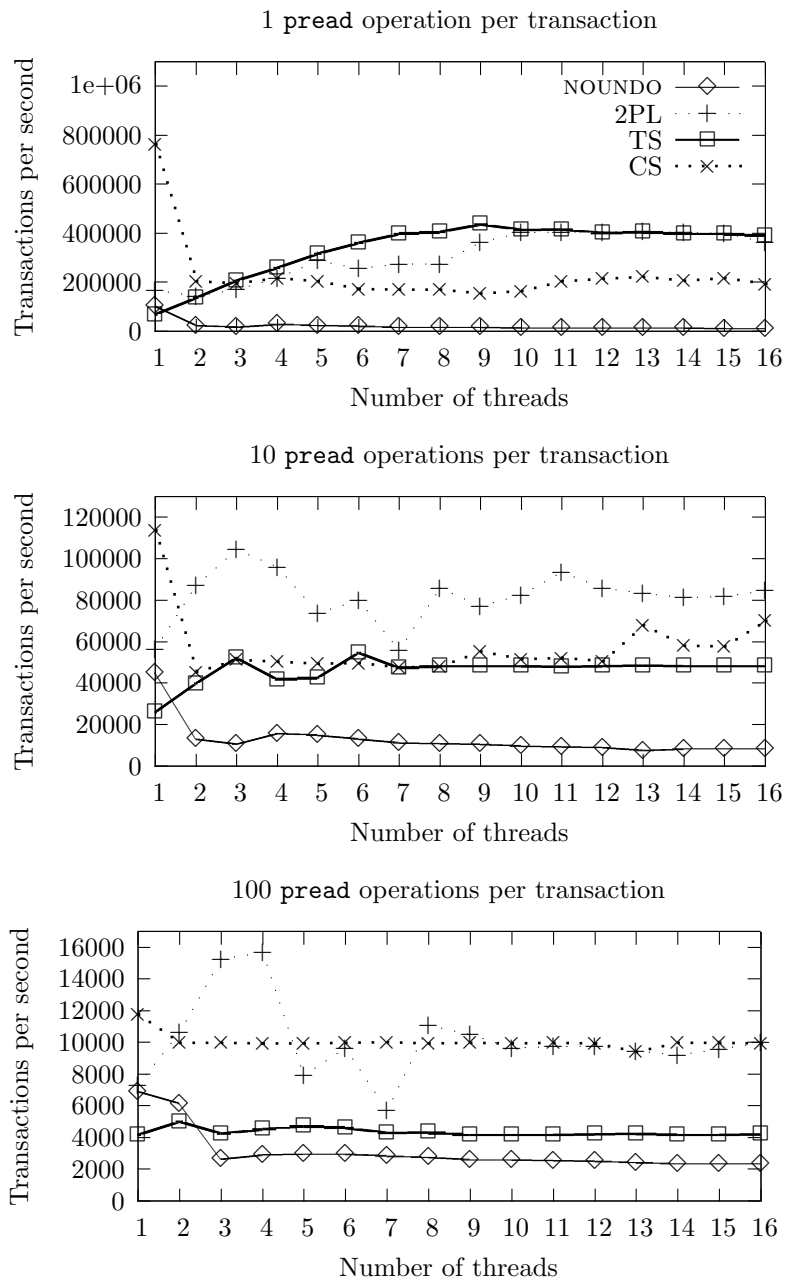 1 pread operation per transaction
Transactions per second
1e+06
800000
600000
400000
200000
0
NOUNDO
2PL
TS
CS
1 2 3 4 5 6 7 8 9 10 11 12 13 14 15 16
Number of threads
10 pread operations per transaction
Transactions per second
120000
100000
80000
60000
40000
20000
0
1 2 3 4 5 6 7 8 9 10 11 12 13 14 15 16
Number of threads
100 pread operations per transaction
Transactions per second
16000
14000
12000
10000
8000
6000
4000
2000
0
1 2 3 4 5 6 7 8 9 10 11 12 13 14 15 16
Number of threads